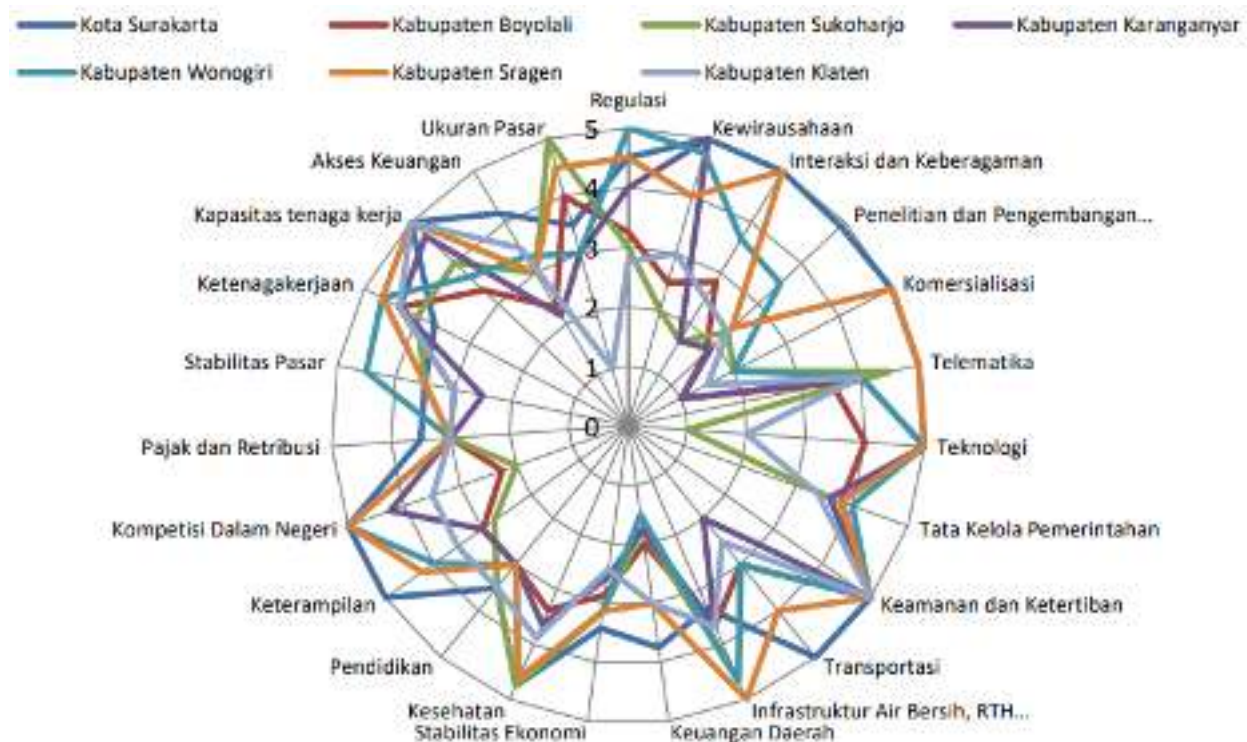 Kota Surakarta
Kabupaten Boyolali
Kabupaten Sukoharjo
Kabupaten Karanganyar
Kabupaten Wonogiri
Kabupaten Sragen
Kabupaten Klaten
Regulasi
Ukuran Pasar
5
Kewirausahaan
Akses Keuangan
Interaksi dan Keberagaman
4
Kapasitas tenaga kerja
Penelitian dan Pengembangan...
3
Ketenagakerjaan
Komersialisasi
2
Stabilitas Pasar
1
Telematika
0
Pajak dan Retribusi
Teknologi
Kompetisi Dalam Negeri
Tata Kelola Pemerintahan
Keterampilan
Keamanan dan Ketertiban
Pendidikan
Transportasi
Kesehatan
Infrastruktur Air Bersih, RTH...
Stabilitas Ekonomi
Keuangan Daerah